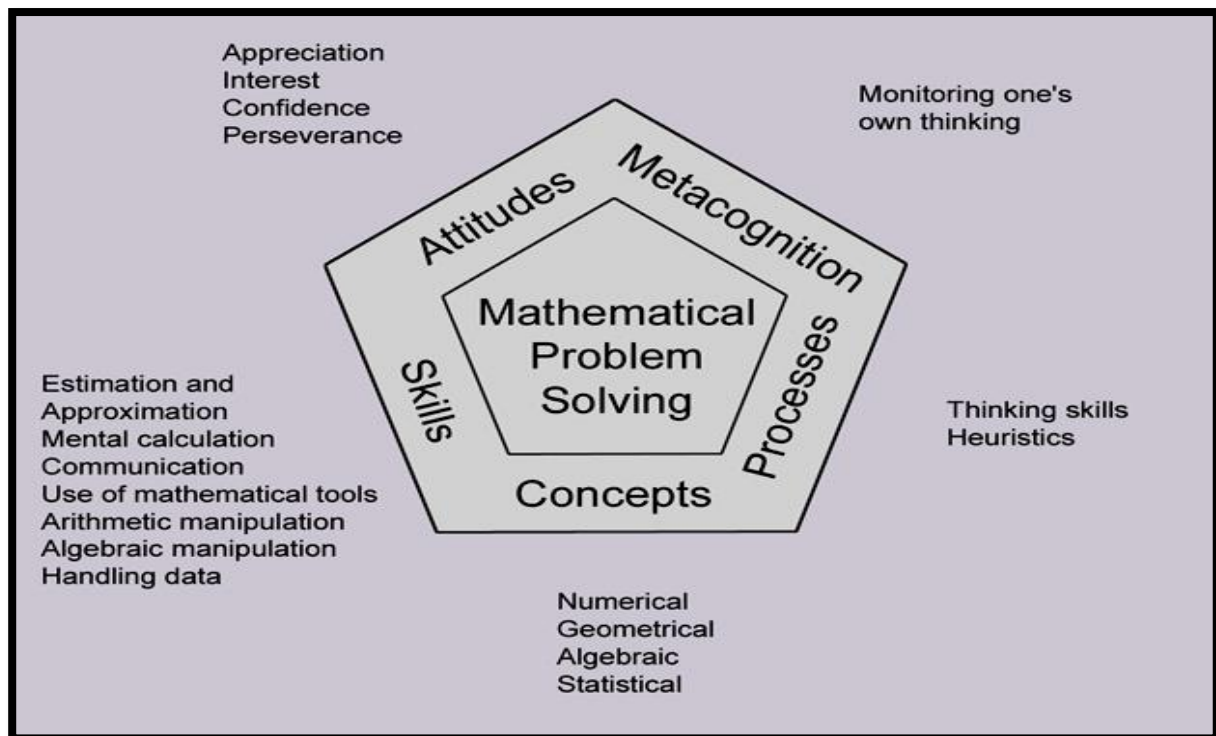 Appreciation
Interest
Confidence
Perseverance
Monitoring one's
own thinking
Attitudes
Metacognition
Mathematical
Problem
Solving
Skills
Processes
Concepts
Estimation and
Approximation
Mental calculation
Communication
Use of mathematical tools
Arithmetic manipulation
Algebraic manipulation
Handling data
Thinking skills
Heuristics
Numerical
Geometrical
Algebraic
Statistical